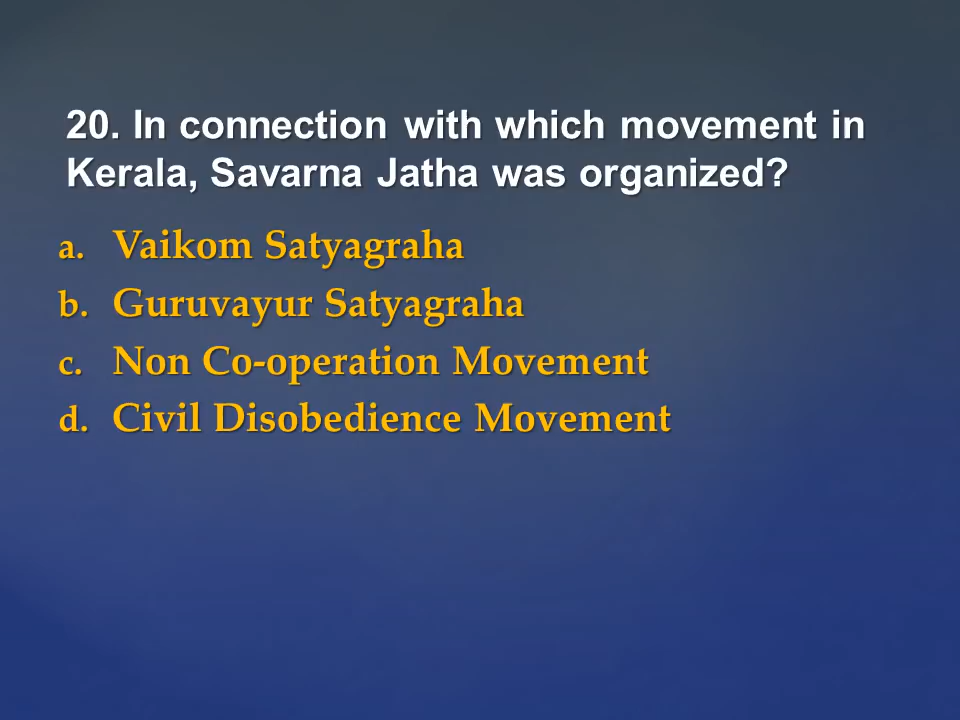 20. In connection with which movement in
Kerala, Savarna Jatha was organized?
a. Vaikom Satyagraha
b. Guruvayur Satyagraha
c. Non Co-operation Movement
d. Civil Disobedience Movement